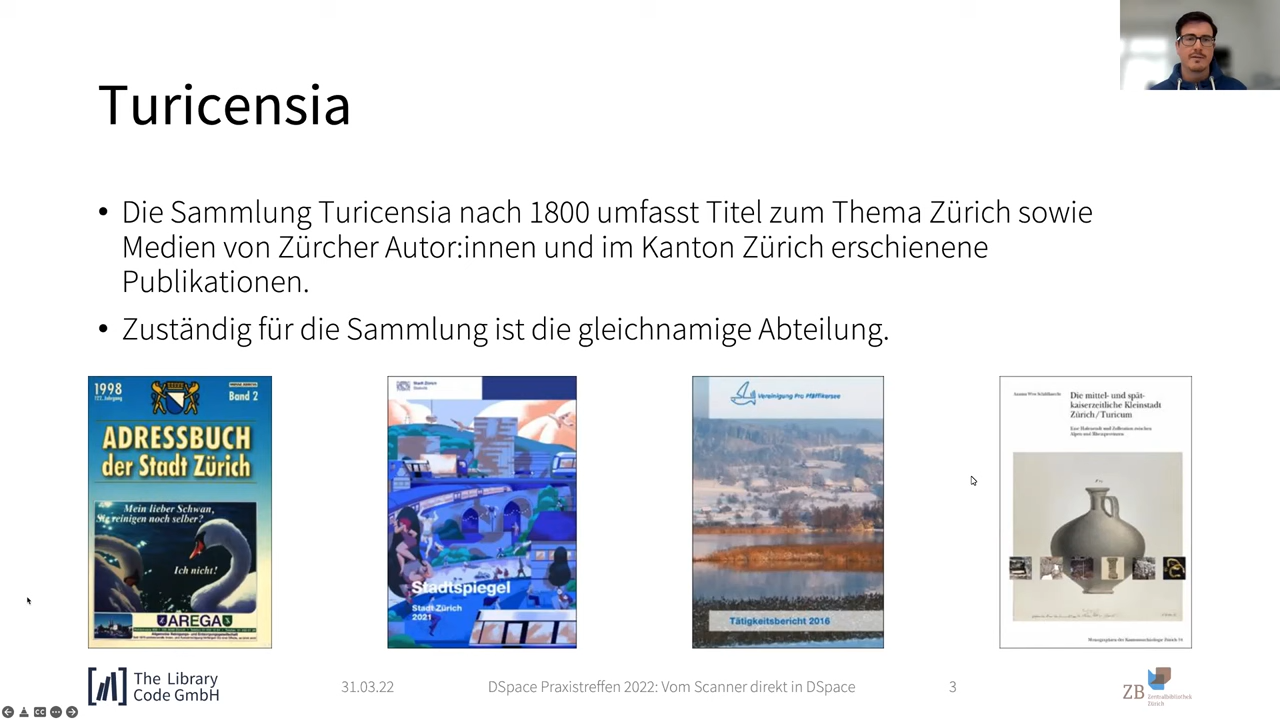 Turicensia
• Die Sammlung Turicensia nach 1800 umfasst Titel zum Thema Zürich sowie
Medien von Zürcher Autor:innen und im Kanton Zürich erschienene
Publikationen.
• Zuständig für die Sammlung ist die gleichnamige Abteilung.
1998
Band 2
ADRESSBUCH
der Stadt Zürich
Mein lieber Schwan,
Sie reinigen noch selber?
Ich nicht!
AREGA
Stadt Zürich
Statistik
Stadtspiegel
Stadt Zürich
2021
Vereinigung Pro Pfäffikersee
Tätigkeitsbericht 2016
Die mittel- und spät-
kaiserzeitliche Kleinstadt
Zürich/Turicum
The Library
Code GmbH
31.03.22
DSpace Praxistreffen 2022: Vom Scanner direkt in DSpace
3
ZB
Zentralbibliothek
Zürich
CC